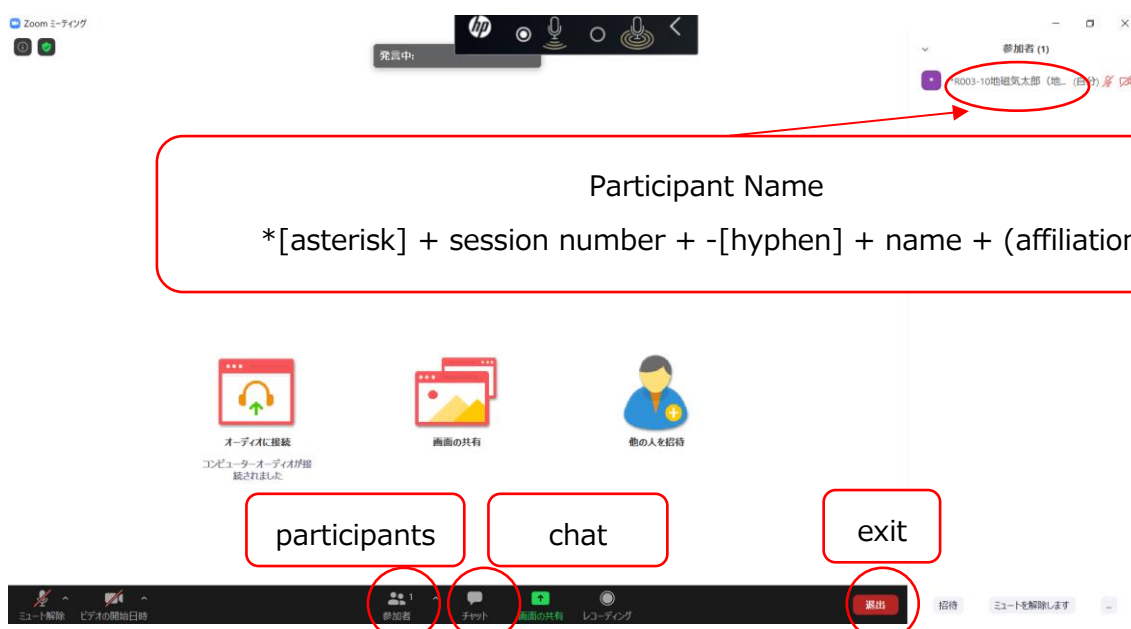 Zoom ミーティング
hp
発言中:
参加者 (1)
*R003-10地磁気太郎（地... (自分)
Participant Name
*[asterisk] + session number + -[hyphen] + name + (affiliation
オーディオに接続
コンピューターオーディオが接
続されました
画面の共有
他の人を招待
participants
chat
exit
ミュート解除
ビデオの開始日時
1
参加者
チャット
画面の共有
レコーディング
退出
招待
ミュートを解除します
...